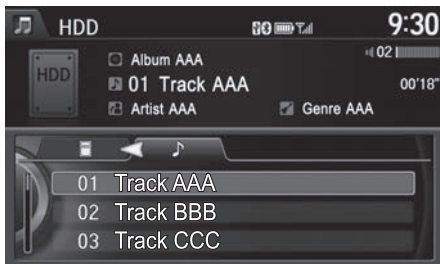 HDD 9:30
02
HDD Album AAA
01 Track AAA 00'18"
Artist AAA Genre AAA
01 Track AAA
02 Track BBB
03 Track CCC